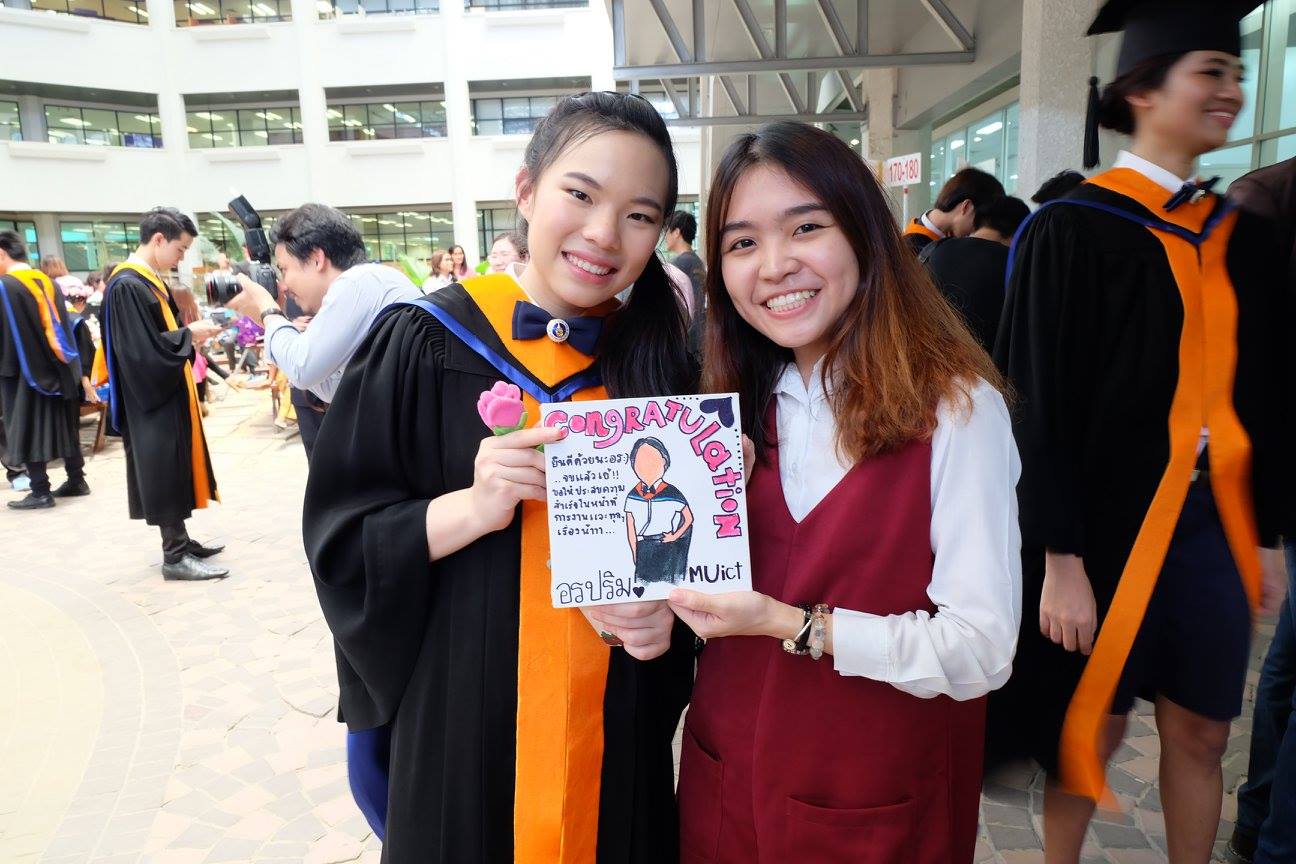 170-180
CONgRATULatioN
ยินดีด้วยนะอร:)
..จบแล้วเย้!!
ขอให้ประสบความ
สำเร็จในหน้าที่
การงานและทุกๆ
เรื่องน้าาา...
อรปริม
MUict